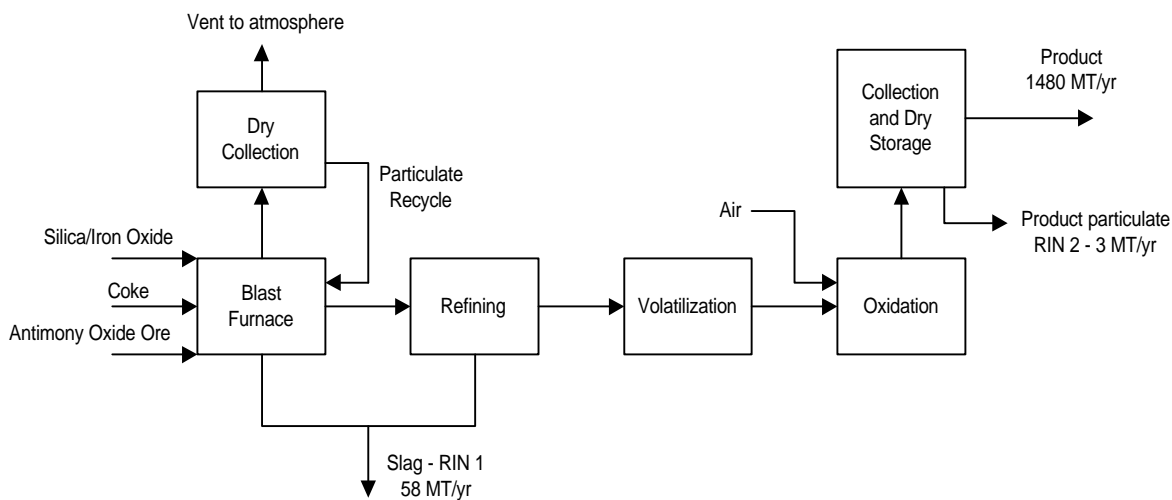 Vent to atmosphere
Product
1480 MT/yr
Collection
and Dry
Storage
Dry
Collection
Particulate
Recycle
Air
Product particulate
RIN 2 - 3 MT/yr
Silica/Iron Oxide
Coke
Antimony Oxide Ore
Blast
Furnace
Refining
Volatilization
Oxidation
Slag - RIN 1
58 MT/yr